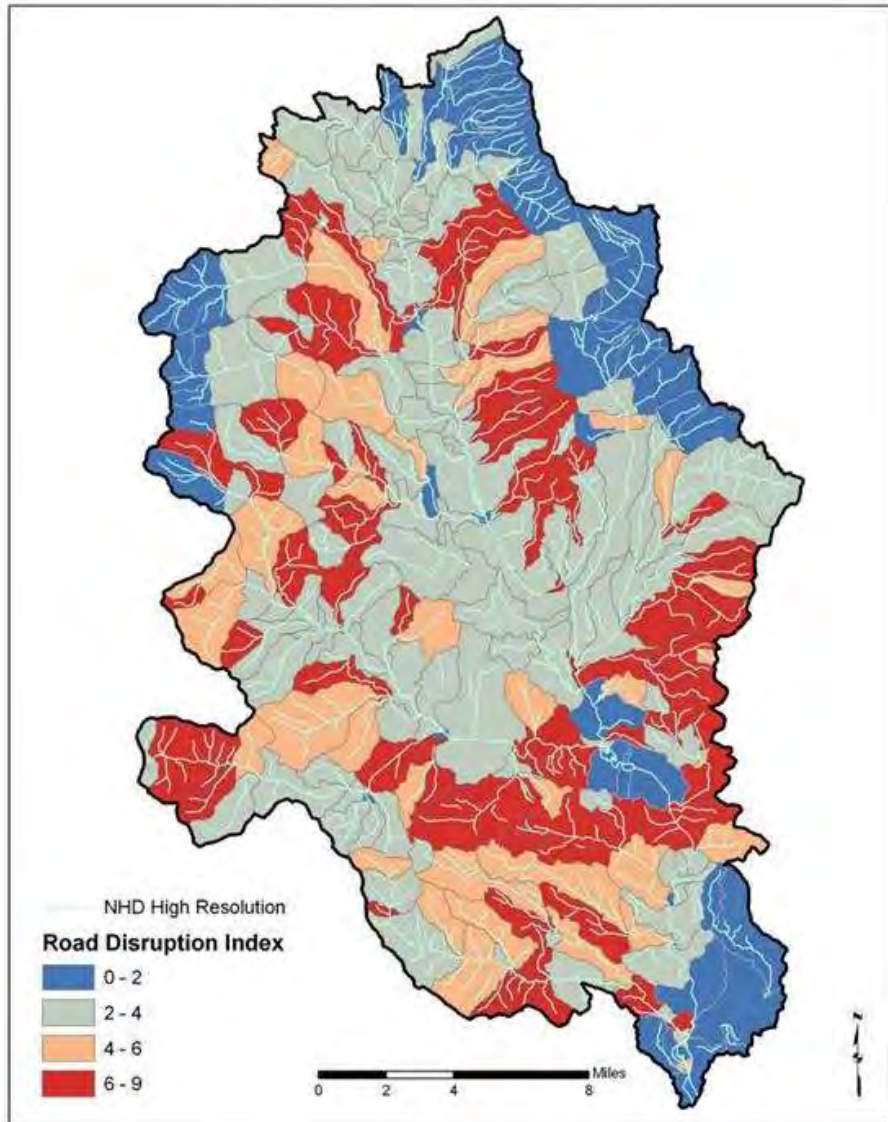 NHD High Resolution
Road Disruption Index
0 - 2
2 - 4
4 - 6
6 - 9
Miles
0 2 4 8
N